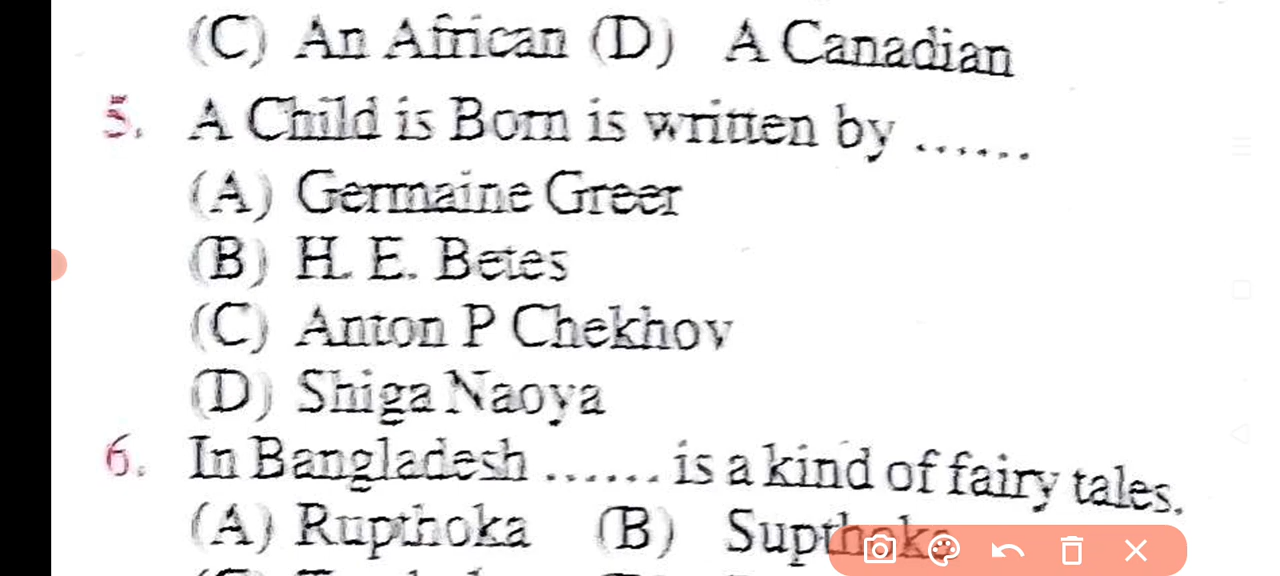 (C) An African (D) A Canadian
5. A Child is Born is written by ......
(A) Germaine Greer
(B) H. E. Betes
(C) Anton P Chekhov
(D) Shiga Naoya
6. In Bangladesh ...... is a kind of fairy tales.
(A) Rupthoka (B) Supthoka